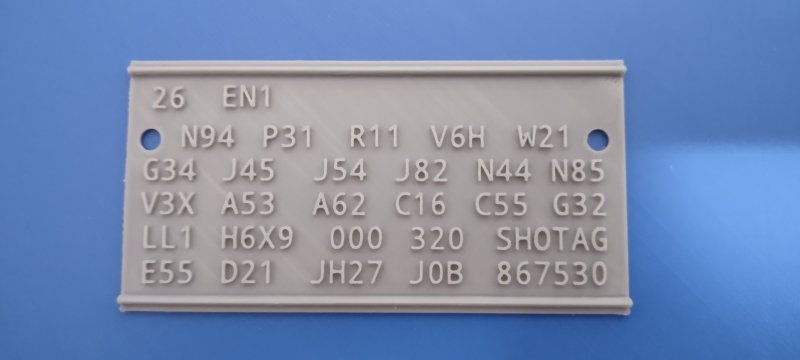 26 EN1
N94 P31 R11 V6H W21
G34 J45 J54 J82 N44 N85
V3X A53 A62 C16 C55 G32
LL1 H6X9 000 320 SHOTAG
E55 D21 JH27 J0B 867530